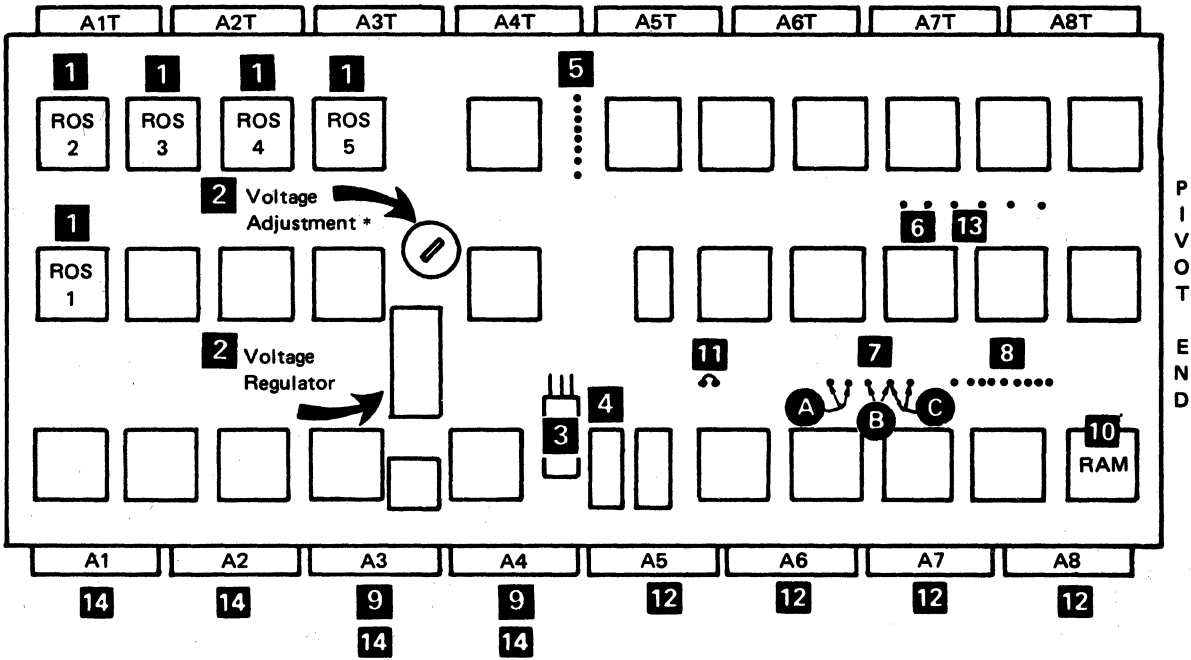 A1T A2T A3T A4T A5T A6T A7T A8T
1 1 1 1 5
ROS 2
ROS 3
ROS 4
ROS 5
2 Voltage
Adjustment *
1
ROS 1
6 13
2 Voltage
Regulator
11 7 8
3 4
A B C
10
RAM
PIVOT END
A1 A2 A3 A4 A5 A6 A7 A8
14 14 9 9 12 12 12 12
14 14